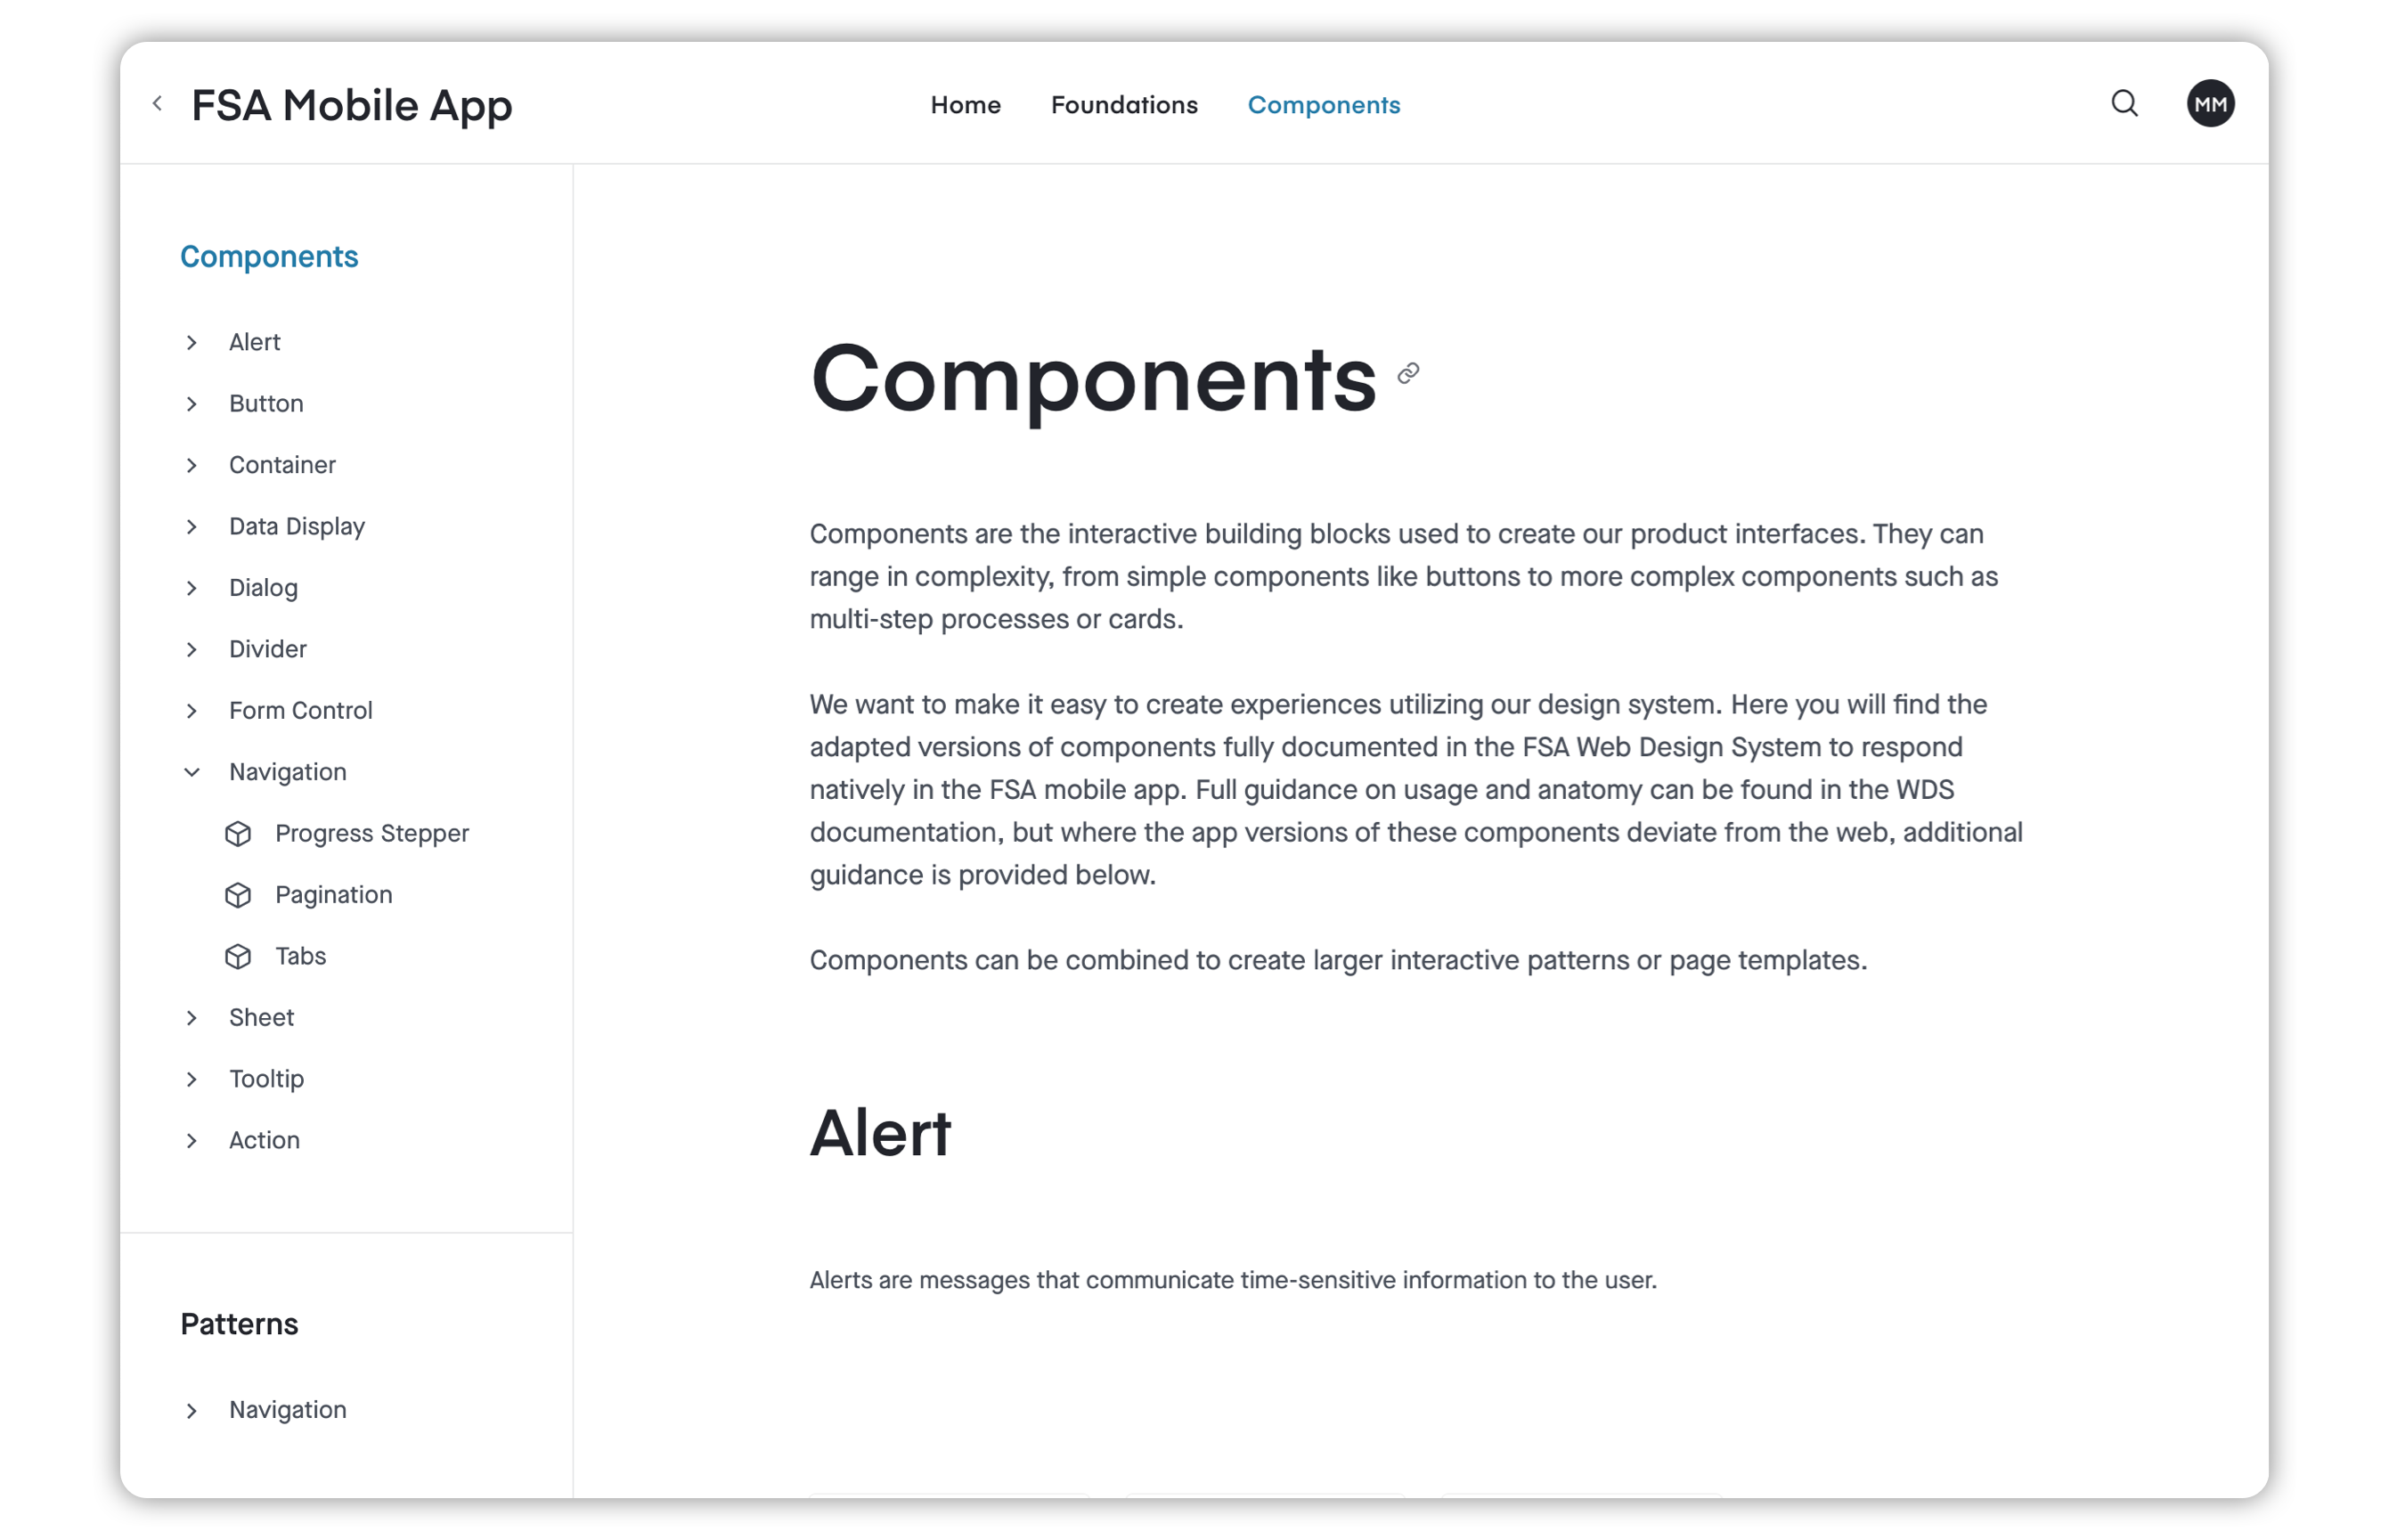 FSA Mobile App
Home
Foundations
Components
MM
Components
Alert
Button
Container
Data Display
Dialog
Divider
Form Control
Navigation
Progress Stepper
Pagination
Tabs
Sheet
Tooltip
Action
Patterns
Navigation
Components
Components are the interactive building blocks used to create our product interfaces. They can
range in complexity, from simple components like buttons to more complex components such as
multi-step processes or cards.
We want to make it easy to create experiences utilizing our design system. Here you will find the
adapted versions of components fully documented in the FSA Web Design System to respond
natively in the FSA mobile app. Full guidance on usage and anatomy can be found in the WDS
documentation, but where the app versions of these components deviate from the web, additional
guidance is provided below.
Components can be combined to create larger interactive patterns or page templates.
Alert
Alerts are messages that communicate time-sensitive information to the user.